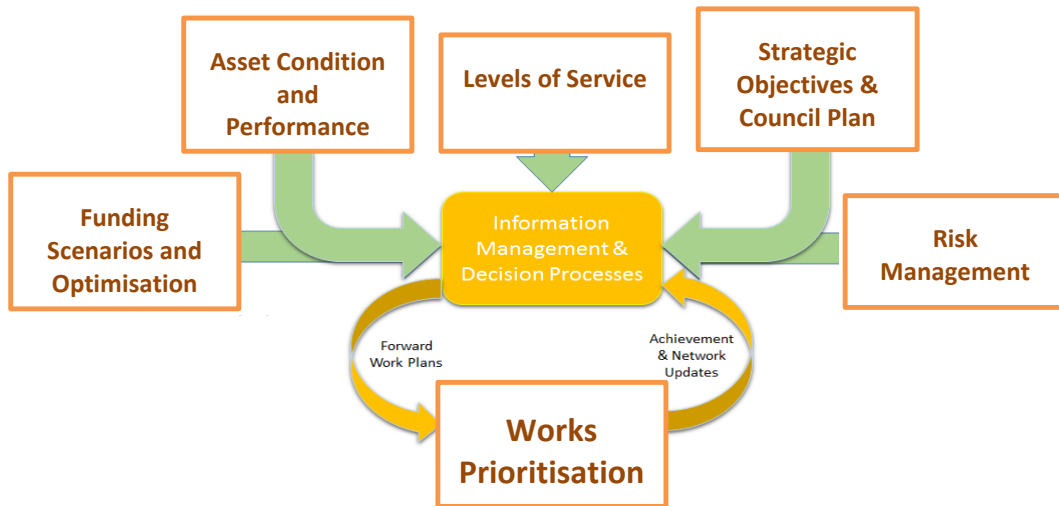 Asset Condition
and
Performance
Levels of Service
Strategic
Objectives &
Council Plan
Funding
Scenarios and
Optimisation
Information
Management &
Decision Processes
Risk
Management
Forward
Work Plans
Achievement
& Network
Updates
Works
Prioritisation